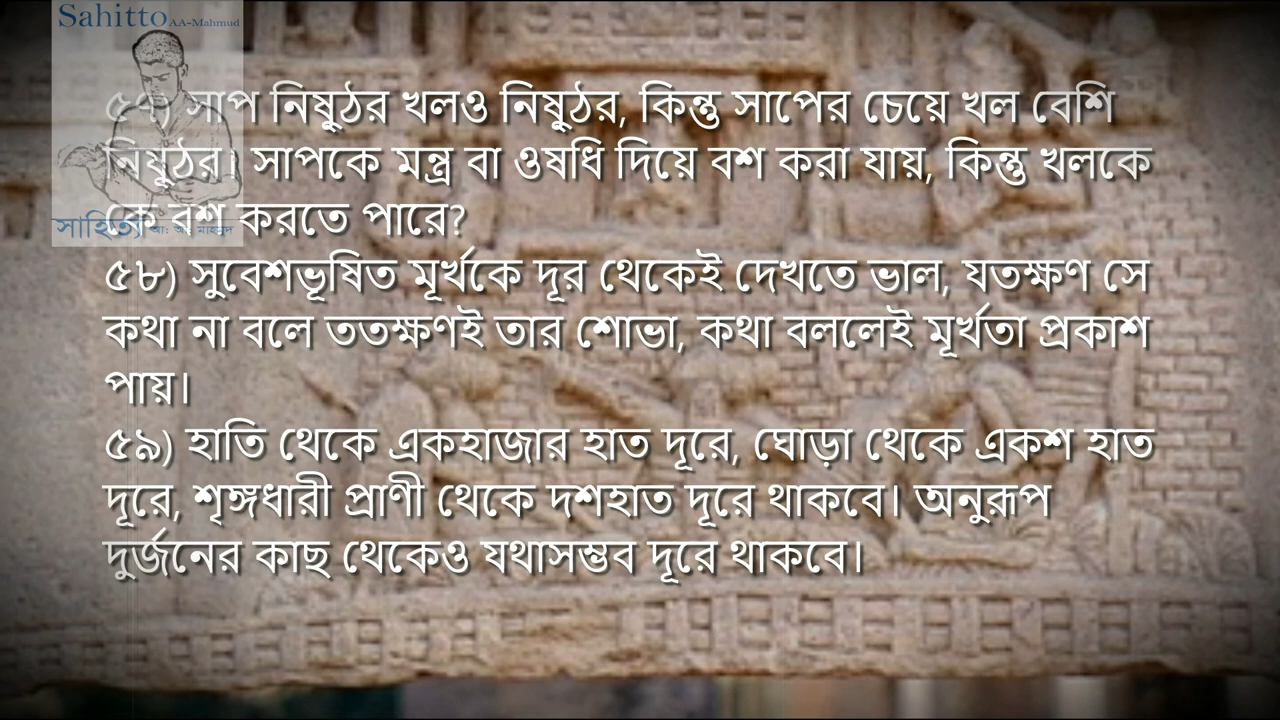 Sahitto AA-Mahmud
৫৭) সাপ নিষ্ঠুর খলও নিষ্ঠুর, কিন্তু সাপের চেয়ে খল বেশি
নিষ্ঠুর। সাপকে মন্ত্র বা ওষধি দিয়ে বশ করা যায়, কিন্তু খলকে
কে বশ করতে পারে?
সাহিত্য আ: আ: মাহমুদ
৫৮) সুবেশভূষিত মূর্খকে দূর থেকেই দেখতে ভাল, যতক্ষণ সে
কথা না বলে ততক্ষণই তার শোভা, কথা বললেই মূর্খতা প্রকাশ
পায়।
৫৯) হাতি থেকে একহাজার হাত দূরে, ঘোড়া থেকে একশ হাত
দূরে, শৃঙ্গধারী প্রাণী থেকে দশহাত দূরে থাকবে। অনুরূপ
দুর্জনের কাছ থেকেও যথাসম্ভব দূরে থাকবে।